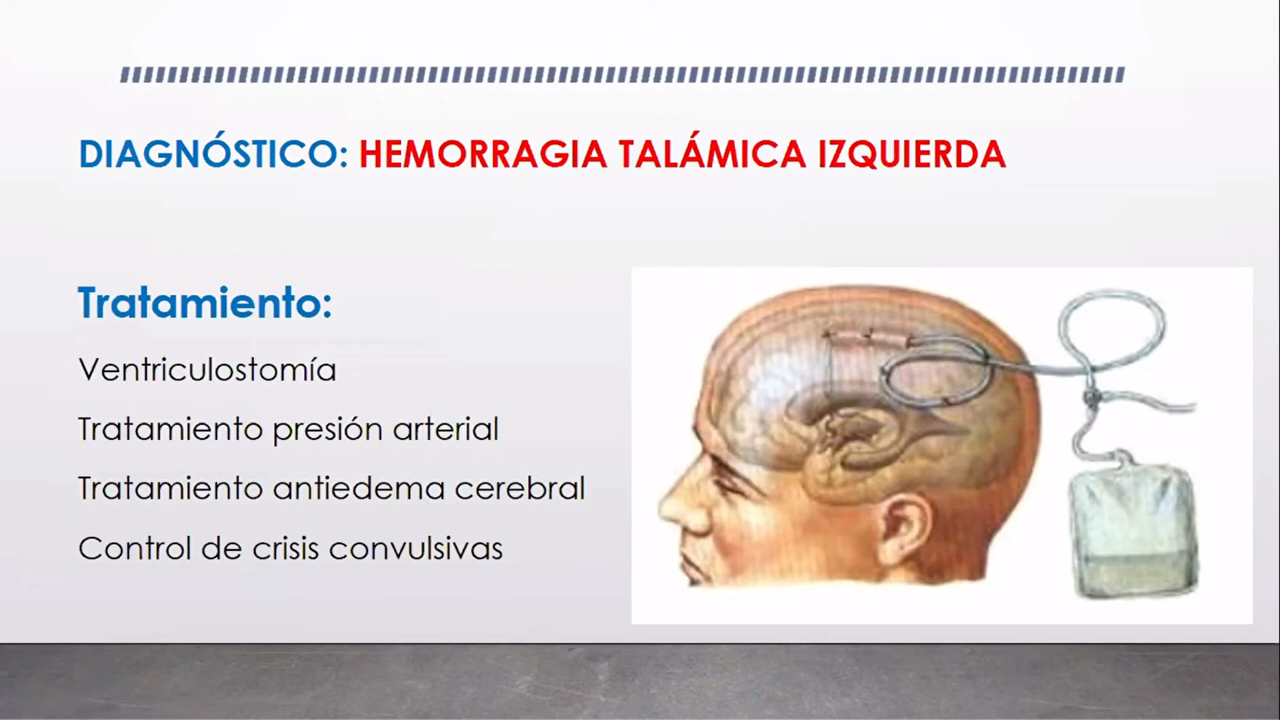 DIAGNÓSTICO: HEMORRAGIA TALÁMICA IZQUIERDA
Tratamiento:
Ventriculostomía
Tratamiento presión arterial
Tratamiento antiedema cerebral
Control de crisis convulsivas